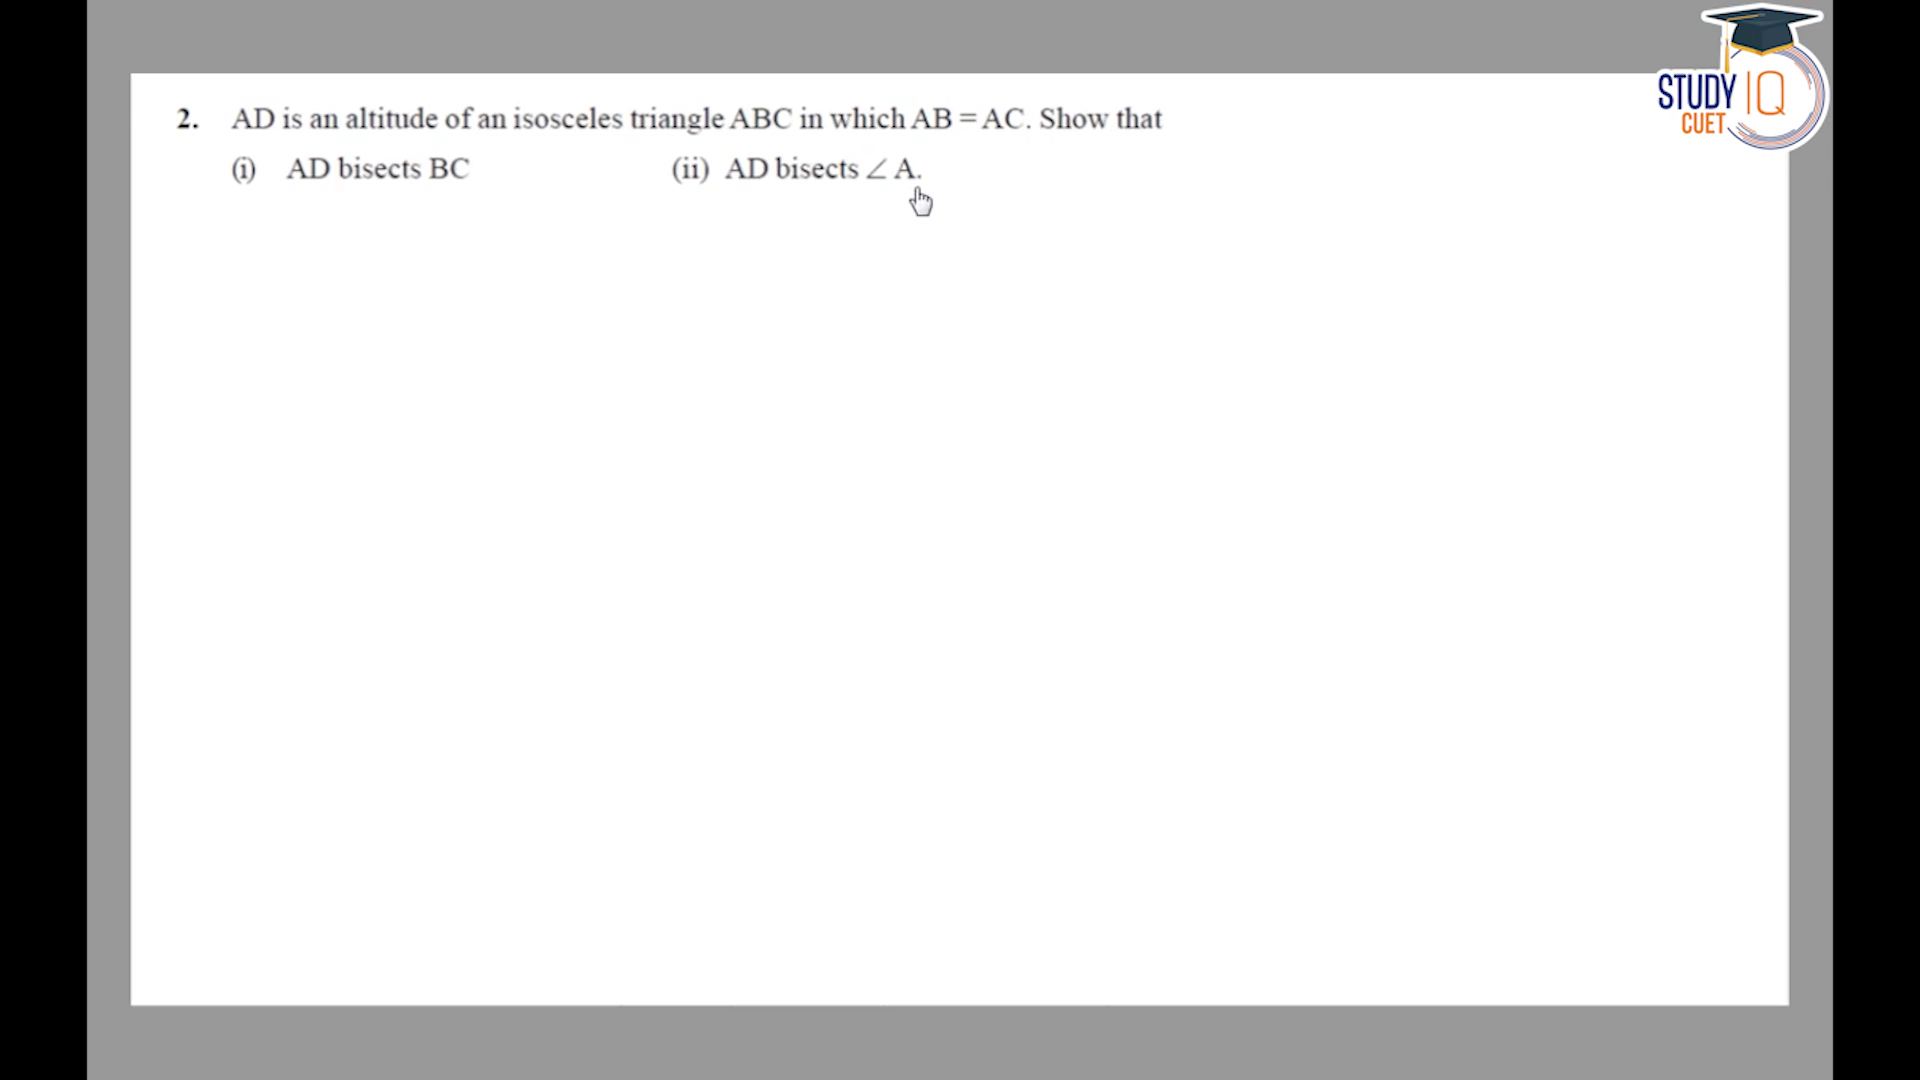 STUDY IQ
CUET
2. AD is an altitude of an isosceles triangle ABC in which AB = AC. Show that
(i) AD bisects BC (ii) AD bisects ∠ A.